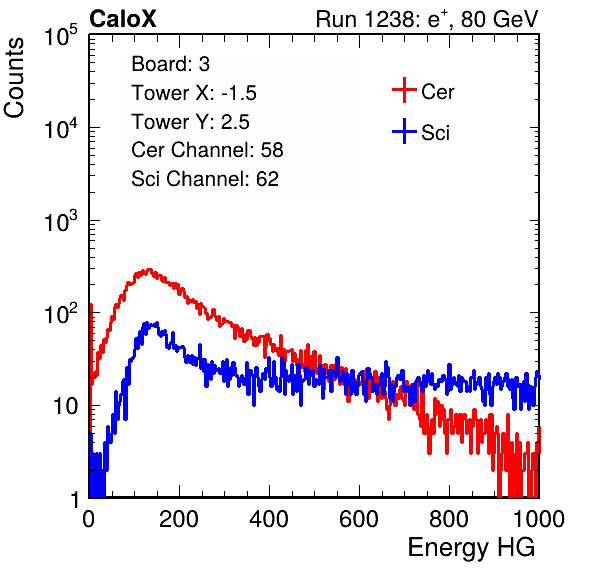 CaloX
Run 1238: e⁺, 80 GeV
Counts
10⁵
10⁴
10³
10²
10
1
Board: 3
Tower X: -1.5
Tower Y: 2.5
Cer Channel: 58
Sci Channel: 62
Cer
Sci
0 200 400 600 800 1000
Energy HG